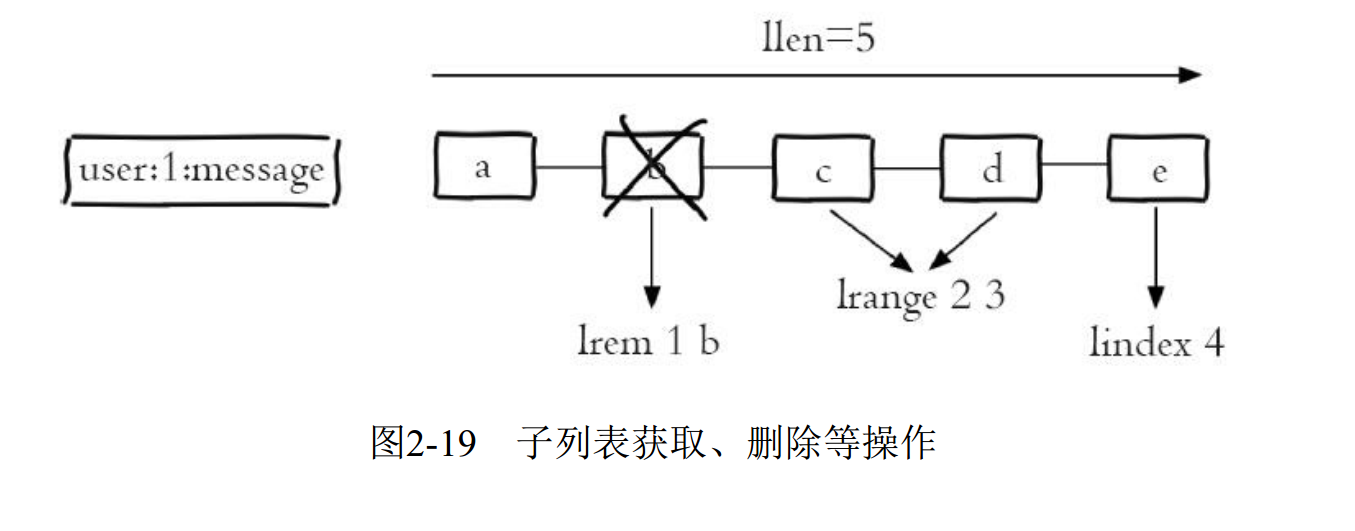 llen=5
user:1:message
a
b
c
d
e
lrange 2 3
lrem 1 b
lindex 4
图2-19 子列表获取、删除等操作